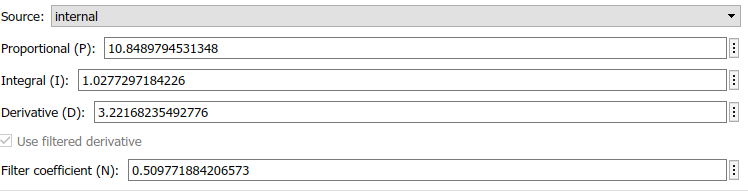 Source: internal
Proportional (P): 10.8489794531348
Integral (I): 1.0277297184226
Derivative (D): 3.22168235492776
Use filtered derivative
Filter coefficient (N): 0.509771884206573